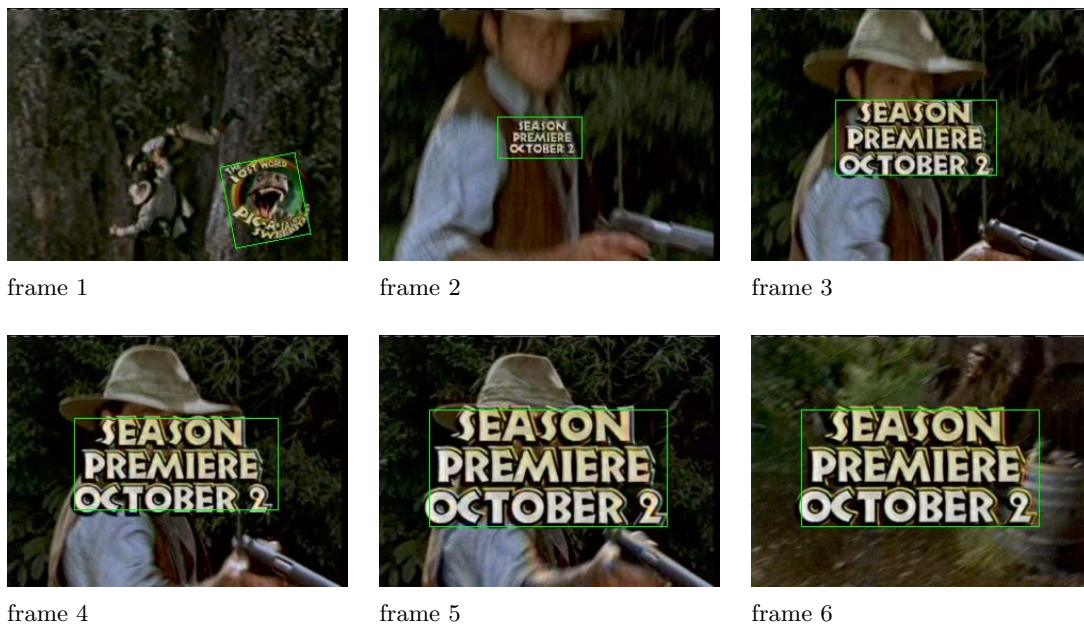 THE
LOST WORLD
PIC-A-
frame 1
SEASON
PREMIERE
OCTOBER 2
frame 2
SEASON
PREMIERE
OCTOBER 2
frame 3
SEASON
PREMIERE
OCTOBER 2
frame 4
SEASON
PREMIERE
OCTOBER 2
frame 5
SEASON
PREMIERE
OCTOBER 2
frame 6